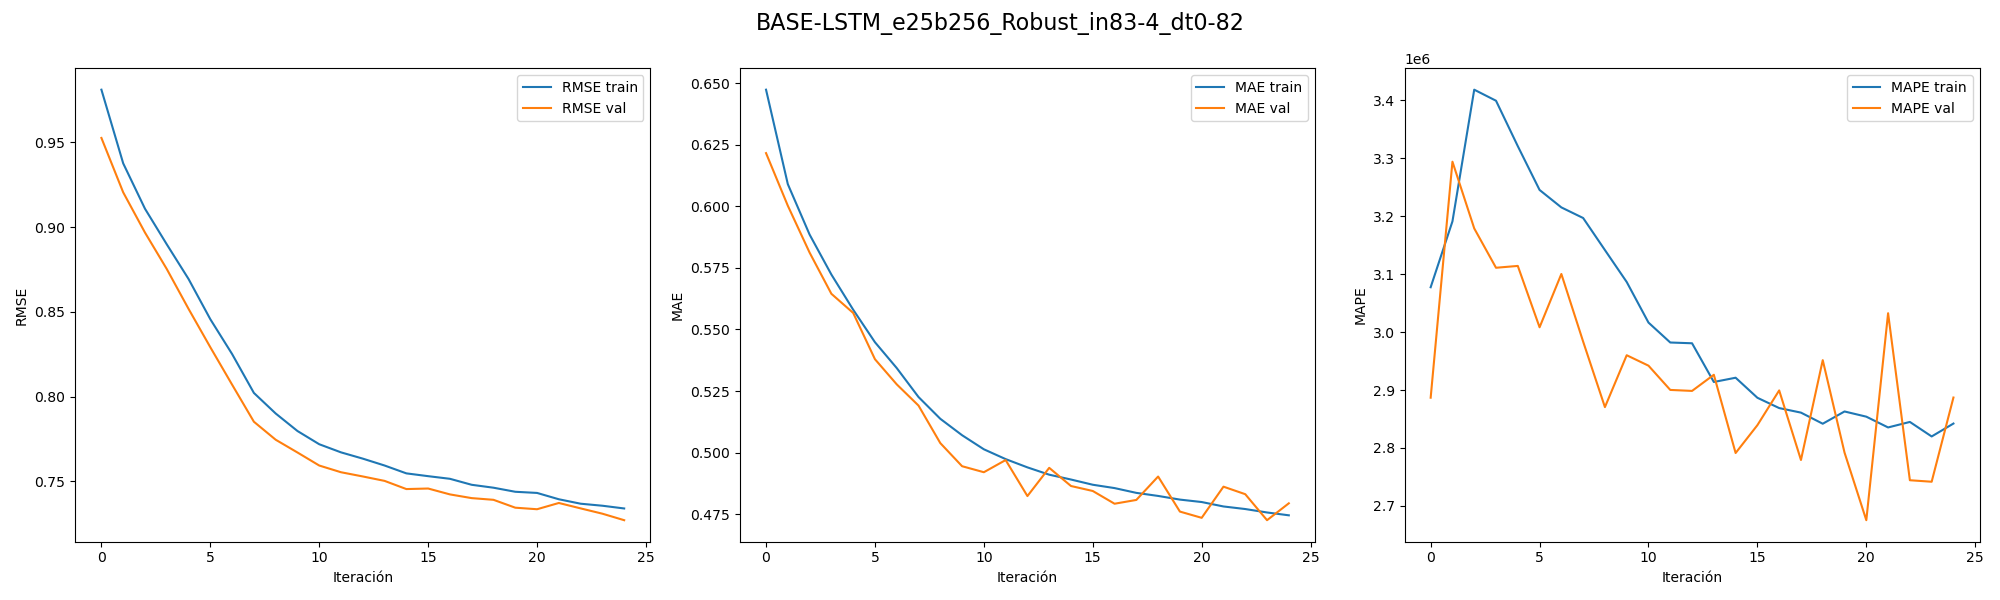 BASE-LSTM_e25b256_Robust_in83-4_dt0-82
RMSE train
RMSE val
0.95
0.90
0.85
0.80
0.75
RMSE
0
5
10
15
20
25
Iteración
MAE train
MAE val
0.650
0.625
0.600
0.575
0.550
0.525
0.500
0.475
MAE
0
5
10
15
20
25
Iteración
1e6
MAPE train
MAPE val
3.4
3.3
3.2
3.1
3.0
2.9
2.8
2.7
MAPE
0
5
10
15
20
25
Iteración